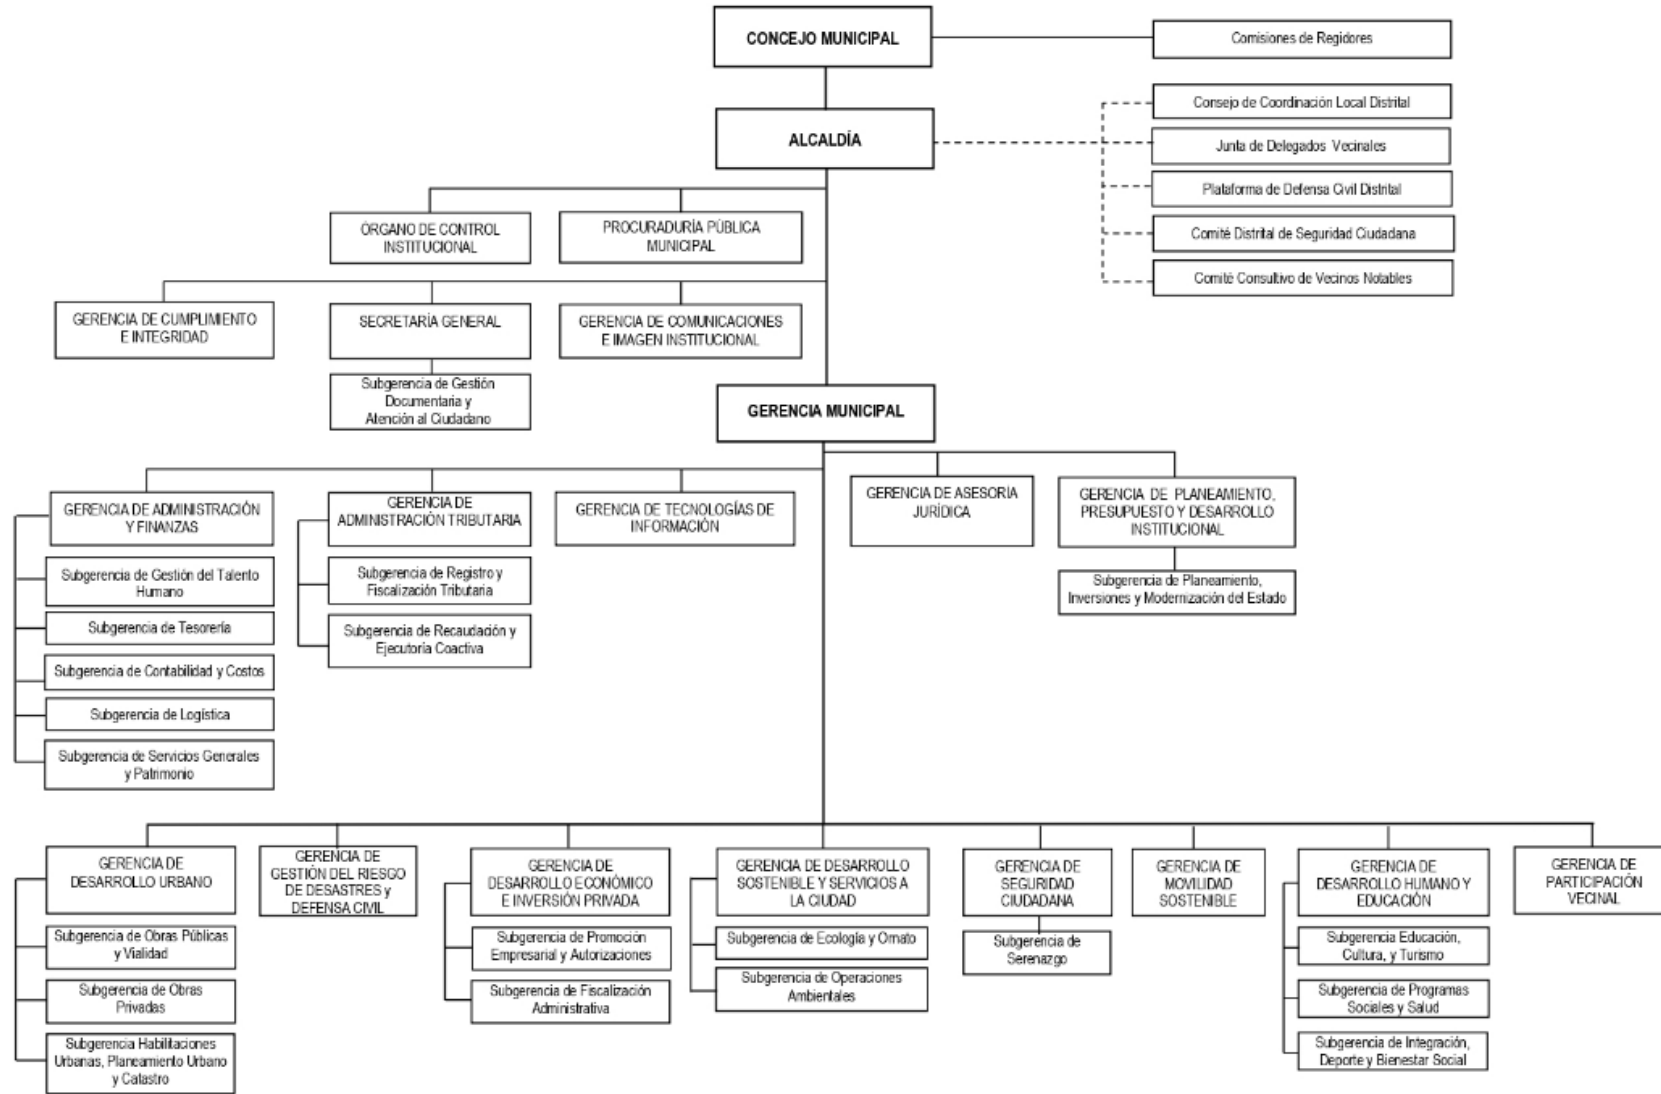 CONCEJO MUNICIPAL
Comisiones de Regidores
ALCALDÍA
Consejo de Coordinación Local Distrital
Junta de Delegados Vecinales
Plataforma de Defensa Civil Distrital
Comité Distrital de Seguridad Ciudadana
Comité Consultivo de Vecinos Notables
ÓRGANO DE CONTROL
INSTITUCIONAL
PROCURADURÍA PÚBLICA
MUNICIPAL
GERENCIA DE CUMPLIMIENTO
E INTEGRIDAD
SECRETARÍA GENERAL
GERENCIA DE COMUNICACIONES
E IMAGEN INSTITUCIONAL
Subgerencia de Gestión
Documentaria y
Atención al Ciudadano
GERENCIA MUNICIPAL
GERENCIA DE ADMINISTRACIÓN
Y FINANZAS
Subgerencia de Gestión del Talento
Humano
Subgerencia de Tesorería
Subgerencia de Contabilidad y Costos
Subgerencia de Logística
Subgerencia de Servicios Generales
y Patrimonio
GERENCIA DE
ADMINISTRACIÓN TRIBUTARIA
Subgerencia de Registro y
Fiscalización Tributaria
Subgerencia de Recaudación y
Ejecutoría Coactiva
GERENCIA DE TECNOLOGÍAS DE
INFORMACIÓN
GERENCIA DE ASESORÍA
JURÍDICA
GERENCIA DE PLANEAMIENTO,
PRESUPUESTO Y DESARROLLO
INSTITUCIONAL
Subgerencia de Planeamiento,
Inversiones y Modernización del Estado
GERENCIA DE
DESARROLLO URBANO
Subgerencia de Obras Públicas
y Vialidad
Subgerencia de Obras
Privadas
Subgerencia Habilitaciones
Urbanas, Planeamiento Urbano
y Catastro
GERENCIA DE
GESTIÓN DEL RIESGO
DE DESASTRES y
DEFENSA CIVIL
GERENCIA DE
DESARROLLO ECONÓMICO
E INVERSIÓN PRIVADA
Subgerencia de Promoción
Empresarial y Autorizaciones
Subgerencia de Fiscalización
Administrativa
GERENCIA DE DESARROLLO
SOSTENIBLE Y SERVICIOS A
LA CIUDAD
Subgerencia de Ecología y Ornato
Subgerencia de Operaciones
Ambientales
GERENCIA DE
SEGURIDAD
CIUDADANA
Subgerencia de
Serenazgo
GERENCIA DE
MOVILIDAD
SOSTENIBLE
GERENCIA DE
DESARROLLO HUMANO Y
EDUCACIÓN
Subgerencia Educación,
Cultura, y Turismo
Subgerencia de Programas
Sociales y Salud
Subgerencia de Integración,
Deporte y Bienestar Social
GERENCIA DE
PARTICIPACIÓN
VECINAL